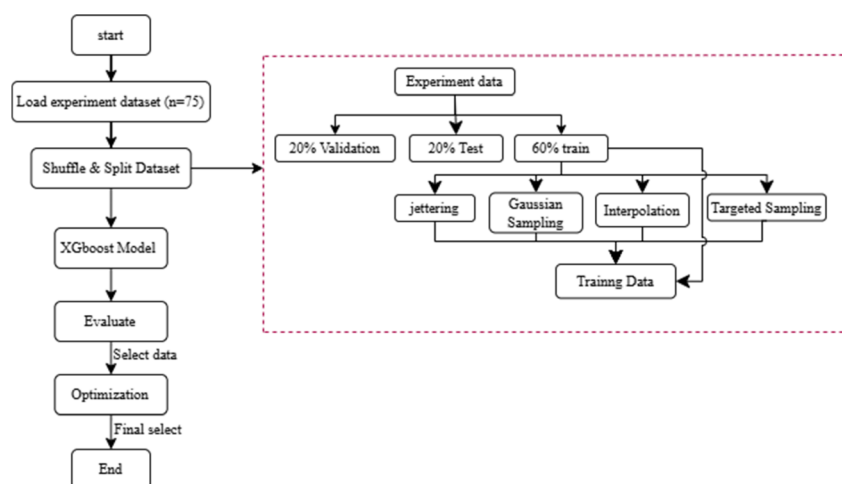 start
Load experiment dataset (n=75)
Shuffle & Split Dataset
XGboost Model
Evaluate
Select data
Optimization
Final select
End
Experiment data
20% Validation
20% Test
60% train
jettering
Gaussian
Sampling
Interpolation
Targeted Sampling
Trainng Data